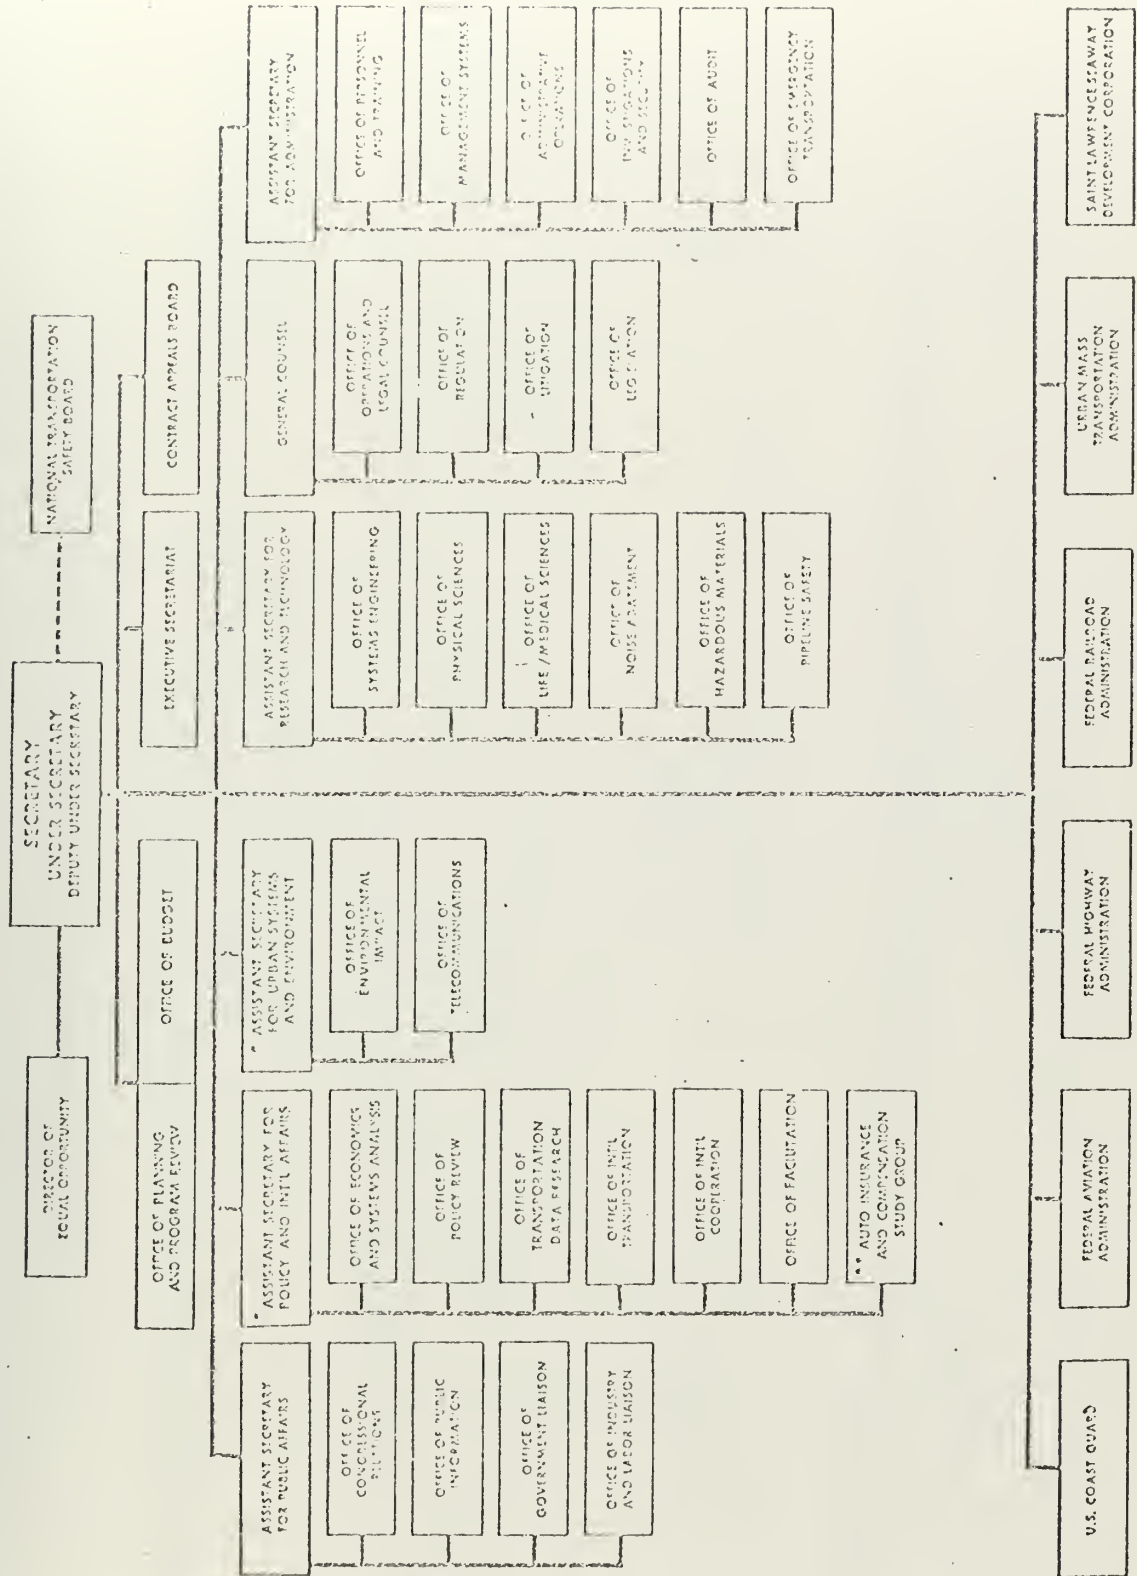 SECRETARY
UNDER SECRETARY
DEPUTY UNDER SECRETARY
DIRECTOR OF
EQUAL OPPORTUNITY
NATIONAL TRANSPORTATION
SAFETY BOARD
OFFICE OF PLANNING
AND PROGRAM REVIEW
OFFICE OF BUDGET
EXECUTIVE SECRETARIAT
CONTRACT APPEALS BOARD
ASSISTANT SECRETARY
FOR PUBLIC AFFAIRS
OFFICE OF
CONGRESSIONAL
RELATIONS
OFFICE OF PUBLIC
INFORMATION
OFFICE OF
GOVERNMENT LIAISON
OFFICE OF INDUSTRY
AND LABOR LIAISON
* ASSISTANT SECRETARY FOR
POLICY AND INT'L AFFAIRS
OFFICE OF ECONOMICS
AND SYSTEMS ANALYSIS
OFFICE OF
POLICY REVIEW
OFFICE OF
TRANSPORTATION
DATA RESEARCH
OFFICE OF INT'L
TRANSPORTATION
OFFICE OF INT'L
COOPERATION
OFFICE OF FACILITATION
** AUTO INSURANCE
AND COMPENSATION
STUDY GROUP
* ASSISTANT SECRETARY
FOR URBAN SYSTEMS
AND ENVIRONMENT
OFFICE OF
ENVIRONMENTAL
IMPACT
OFFICE OF
TELECOMMUNICATIONS
ASSISTANT SECRETARY FOR
RESEARCH AND TECHNOLOGY
OFFICE OF
SYSTEMS ENGINEERING
OFFICE OF
PHYSICAL SCIENCES
OFFICE OF
LIFE/MEDICAL SCIENCES
OFFICE OF
NOISE ABATEMENT
OFFICE OF
HAZARDOUS MATERIALS
OFFICE OF
PIPELINE SAFETY
GENERAL COUNSEL
OFFICE OF
OPERATIONS AND
LEGAL COUNSEL
OFFICE OF
REGULATION
OFFICE OF
LITIGATION
OFFICE OF
LEGISLATION
ASSISTANT SECRETARY
FOR ADMINISTRATION
OFFICE OF PERSONNEL
AND TRAINING
OFFICE OF
MANAGEMENT SYSTEMS
OFFICE OF
ADMINISTRATIVE
OPERATIONS
OFFICE OF
INVESTIGATIONS
AND SECURITY
OFFICE OF AUDIT
OFFICE OF EMERGENCY
TRANSPORTATION
U.S. COAST GUARD
FEDERAL AVIATION
ADMINISTRATION
FEDERAL HIGHWAY
ADMINISTRATION
FEDERAL RAILROAD
ADMINISTRATION
URBAN MASS
TRANSPORTATION
ADMINISTRATION
SAINT LAWRENCE SEAWAY
DEVELOPMENT CORPORATION